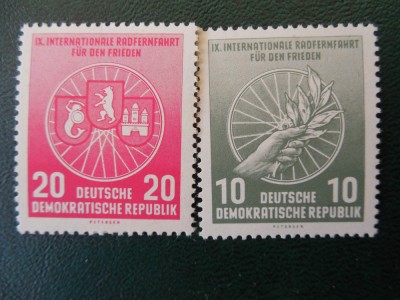 IX. INTERNATIONALE RADFERNFAHRT
FÜR DEN FRIEDEN
20 DEUTSCHE 20
DEMOKRATISCHE REPUBLIK
IX. INTERNATIONALE RADFERNFAHRT
FÜR DEN FRIEDEN
10 DEUTSCHE 10
DEMOKRATISCHE REPUBLIK